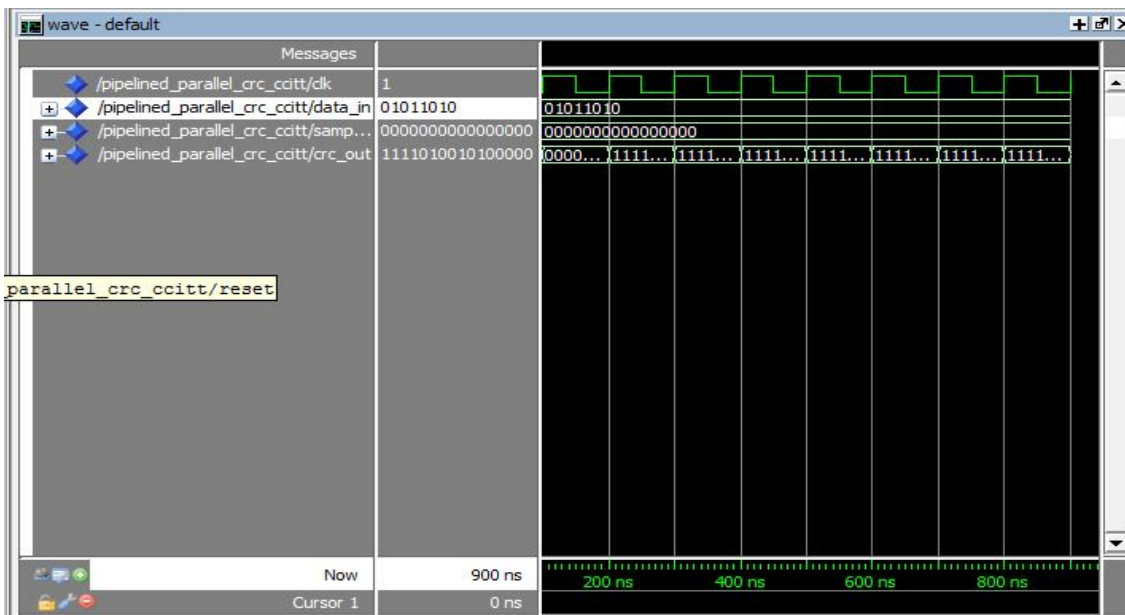 wave - default
Messages
/pipelined_parallel_crc_ccitt/clk 1
/pipelined_parallel_crc_ccitt/data_in 01011010 01011010
/pipelined_parallel_crc_ccitt/samp... 0000000000000000 0000000000000000
/pipelined_parallel_crc_ccitt/crc_out 1111010010100000 0000... 1111... 1111... 1111... 1111... 1111... 1111... 1111...
parallel_crc_ccitt/reset
Now 900 ns 200 ns 400 ns 600 ns 800 ns
Cursor 1 0 ns